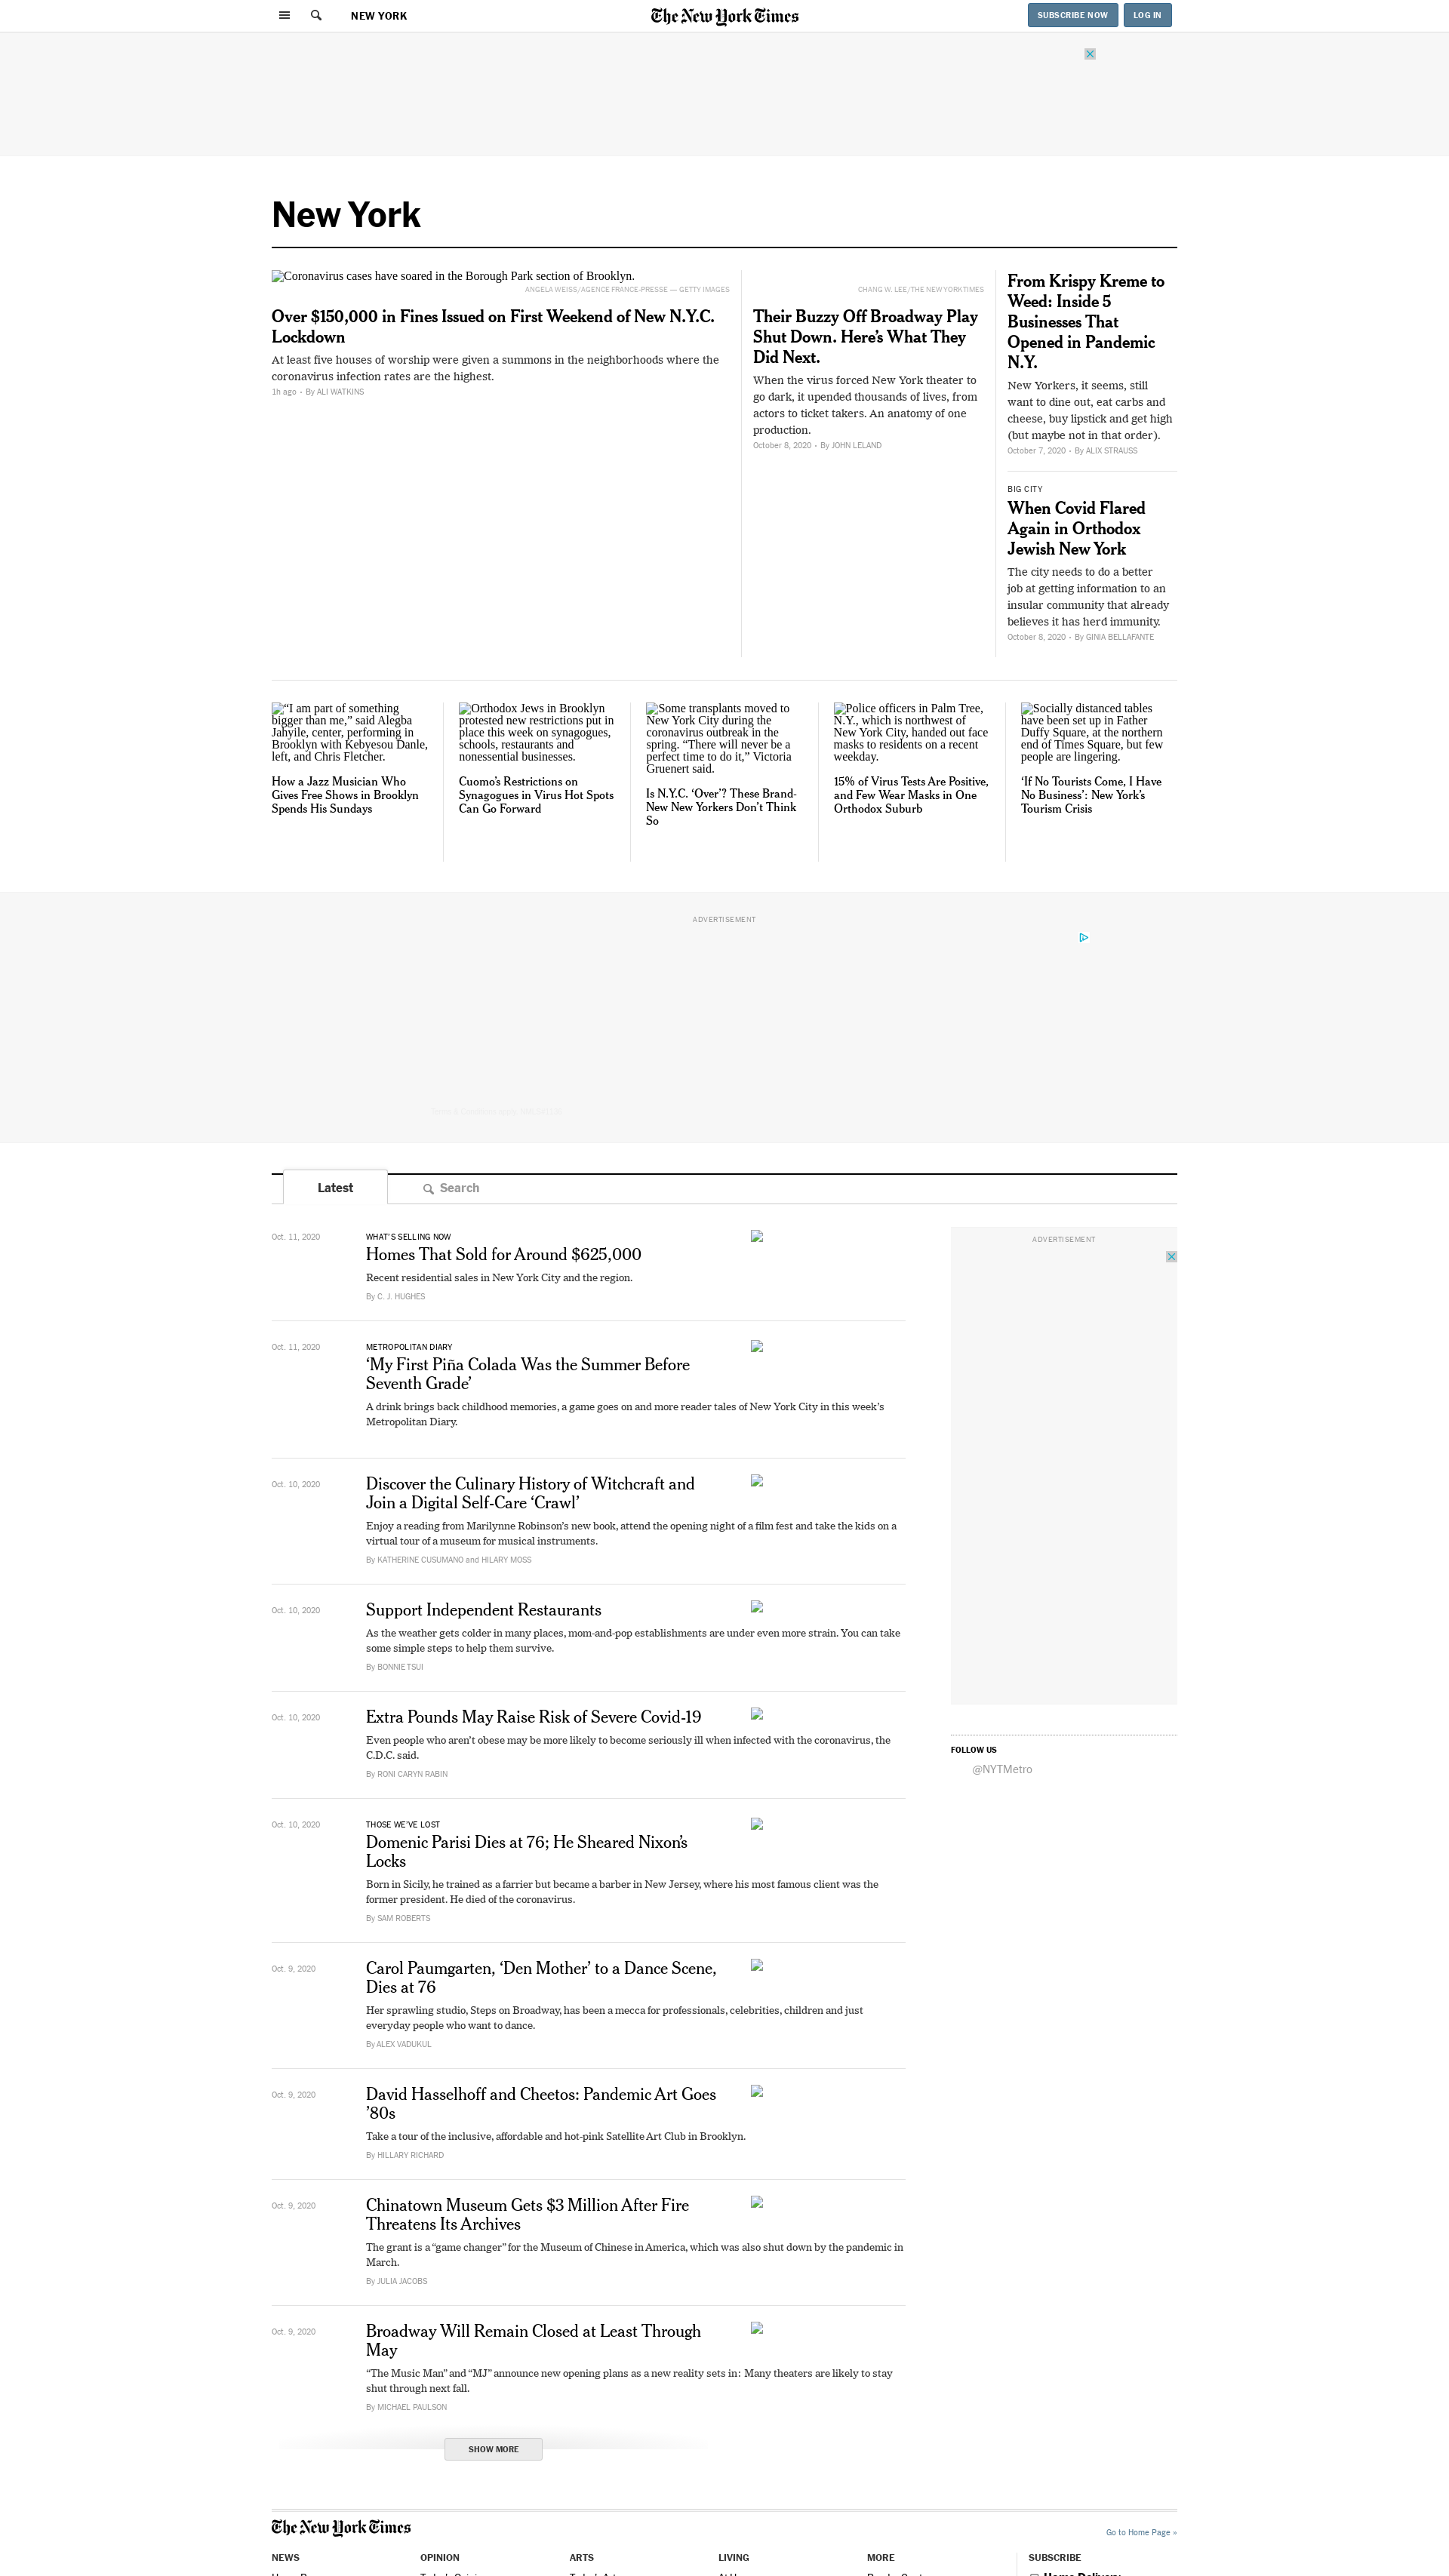 NEW YORK
The New York Times
SUBSCRIBE NOW
LOG IN
New York
Coronavirus cases have soared in the Borough Park section of Brooklyn.
ANGELA WEISS/AGENCE FRANCE-PRESSE — GETTY IMAGES
Over $150,000 in Fines Issued on First Weekend of New N.Y.C.
Lockdown
At least five houses of worship were given a summons in the neighborhoods where the
coronavirus infection rates are the highest.
1h ago • By ALI WATKINS
CHANG W. LEE/THE NEW YORK TIMES
Their Buzzy Off Broadway Play
Shut Down. Here’s What They
Did Next.
When the virus forced New York theater to
go dark, it upended thousands of lives, from
actors to ticket takers. An anatomy of one
production.
October 8, 2020 • By JOHN LELAND
From Krispy Kreme to
Weed: Inside 5
Businesses That
Opened in Pandemic
N.Y.
New Yorkers, it seems, still
want to dine out, eat carbs and
cheese, buy lipstick and get high
(but maybe not in that order).
October 7, 2020 • By ALIX STRAUSS
BIG CITY
When Covid Flared
Again in Orthodox
Jewish New York
The city needs to do a better
job at getting information to an
insular community that already
believes it has herd immunity.
October 8, 2020 • By GINIA BELLAFANTE
“I am part of something
bigger than me,” said Alegba
Jahyile, center, performing in
Brooklyn with Kebyesou Danle,
left, and Chris Fletcher.
How a Jazz Musician Who
Gives Free Shows in Brooklyn
Spends His Sundays
Orthodox Jews in Brooklyn
protested new restrictions put in
place this week on synagogues,
schools, restaurants and
nonessential businesses.
Cuomo’s Restrictions on
Synagogues in Virus Hot Spots
Can Go Forward
Some transplants moved to
New York City during the
coronavirus outbreak in the
spring. “There will never be a
perfect time to do it,” Victoria
Gruenert said.
Is N.Y.C. ‘Over’? These Brand-
New New Yorkers Don’t Think
So
Police officers in Palm Tree,
N.Y., which is northwest of
New York City, handed out face
masks to residents on a recent
weekday.
15% of Virus Tests Are Positive,
and Few Wear Masks in One
Orthodox Suburb
Socially distanced tables
have been set up in Father
Duffy Square, at the northern
end of Times Square, but few
people are lingering.
‘If No Tourists Come, I Have
No Business’: New York’s
Tourism Crisis
ADVERTISEMENT
Latest
Search
Oct. 11, 2020
WHAT’S SELLING NOW
Homes That Sold for Around $625,000
Recent residential sales in New York City and the region.
By C. J. HUGHES
ADVERTISEMENT
Oct. 11, 2020
METROPOLITAN DIARY
‘My First Piña Colada Was the Summer Before
Seventh Grade’
A drink brings back childhood memories, a game goes on and more reader tales of New York City in this week’s
Metropolitan Diary.
Oct. 10, 2020
Discover the Culinary History of Witchcraft and
Join a Digital Self-Care ‘Crawl’
Enjoy a reading from Marilynne Robinson’s new book, attend the opening night of a film fest and take the kids on a
virtual tour of a museum for musical instruments.
By KATHERINE CUSUMANO and HILARY MOSS
Oct. 10, 2020
Support Independent Restaurants
As the weather gets colder in many places, mom-and-pop establishments are under even more strain. You can take
some simple steps to help them survive.
By BONNIE TSUI
Oct. 10, 2020
Extra Pounds May Raise Risk of Severe Covid-19
Even people who aren’t obese may be more likely to become seriously ill when infected with the coronavirus, the
C.D.C. said.
By RONI CARYN RABIN
FOLLOW US
@NYTMetro
Oct. 10, 2020
THOSE WE’VE LOST
Domenic Parisi Dies at 76; He Sheared Nixon’s
Locks
Born in Sicily, he trained as a farrier but became a barber in New Jersey, where his most famous client was the
former president. He died of the coronavirus.
By SAM ROBERTS
Oct. 9, 2020
Carol Paumgarten, ‘Den Mother’ to a Dance Scene,
Dies at 76
Her sprawling studio, Steps on Broadway, has been a mecca for professionals, celebrities, children and just
everyday people who want to dance.
By ALEX VADUKUL
Oct. 9, 2020
David Hasselhoff and Cheetos: Pandemic Art Goes
’80s
Take a tour of the inclusive, affordable and hot-pink Satellite Art Club in Brooklyn.
By HILLARY RICHARD
Oct. 9, 2020
Chinatown Museum Gets $3 Million After Fire
Threatens Its Archives
The grant is a “game changer” for the Museum of Chinese in America, which was also shut down by the pandemic in
March.
By JULIA JACOBS
Oct. 9, 2020
Broadway Will Remain Closed at Least Through
May
“The Music Man” and “MJ” announce new opening plans as a new reality sets in: Many theaters are likely to stay
shut through next fall.
By MICHAEL PAULSON
SHOW MORE
The New York Times
Go to Home Page »
NEWS
OPINION
ARTS
LIVING
MORE
SUBSCRIBE